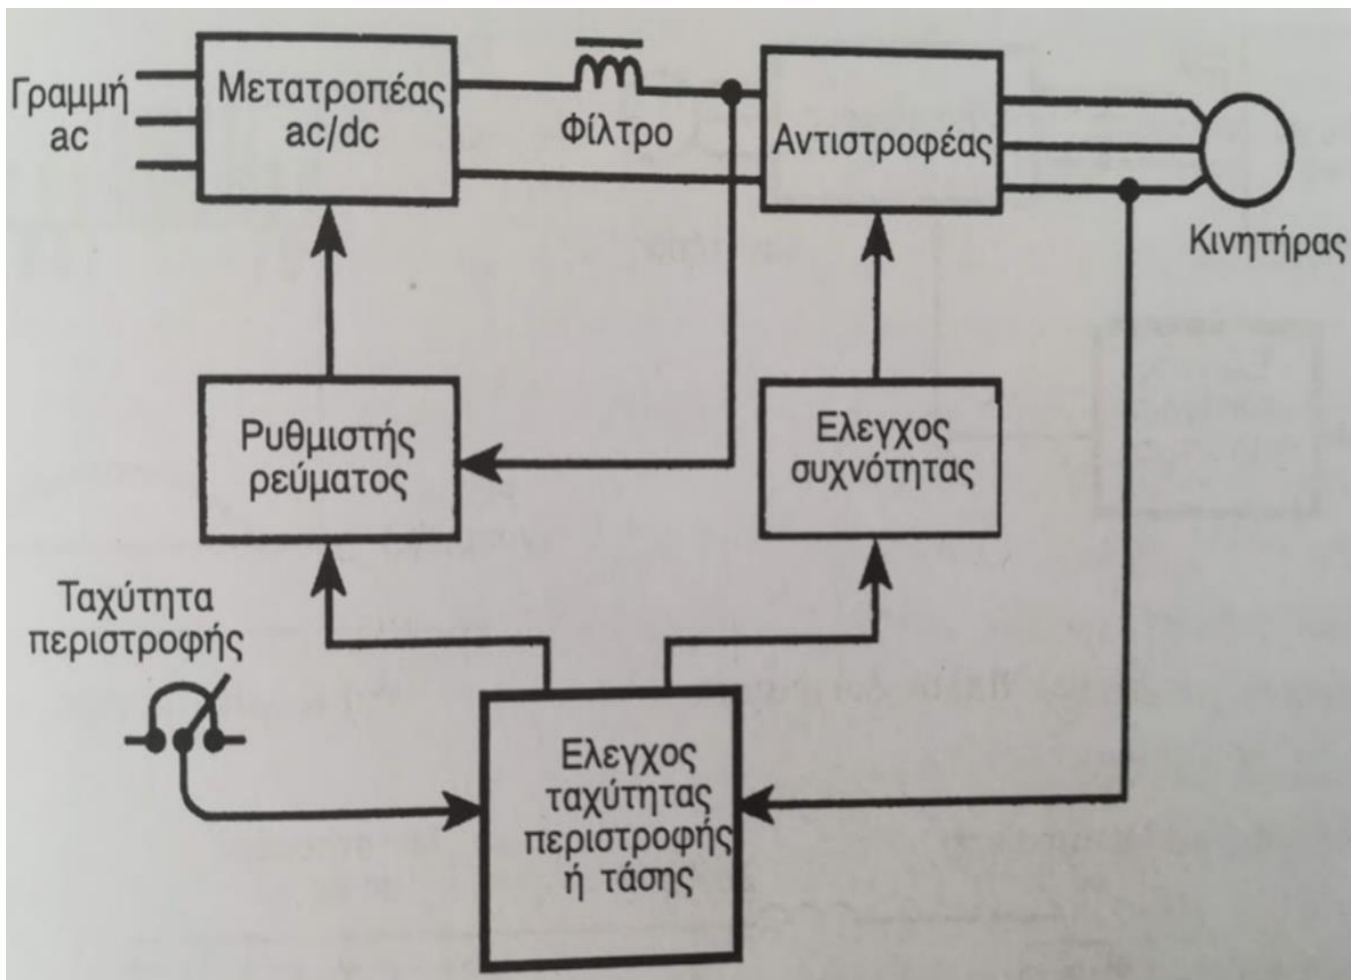 Γραμμή
ac
Μετατροπέας
ac/dc
Φίλτρο
Αντιστροφέας
Κινητήρας
Ρυθμιστής
ρεύματος
Ελεγχος
συχνότητας
Ταχύτητα
περιστροφής
Ελεγχος
ταχύτητας
περιστροφής
ή τάσης